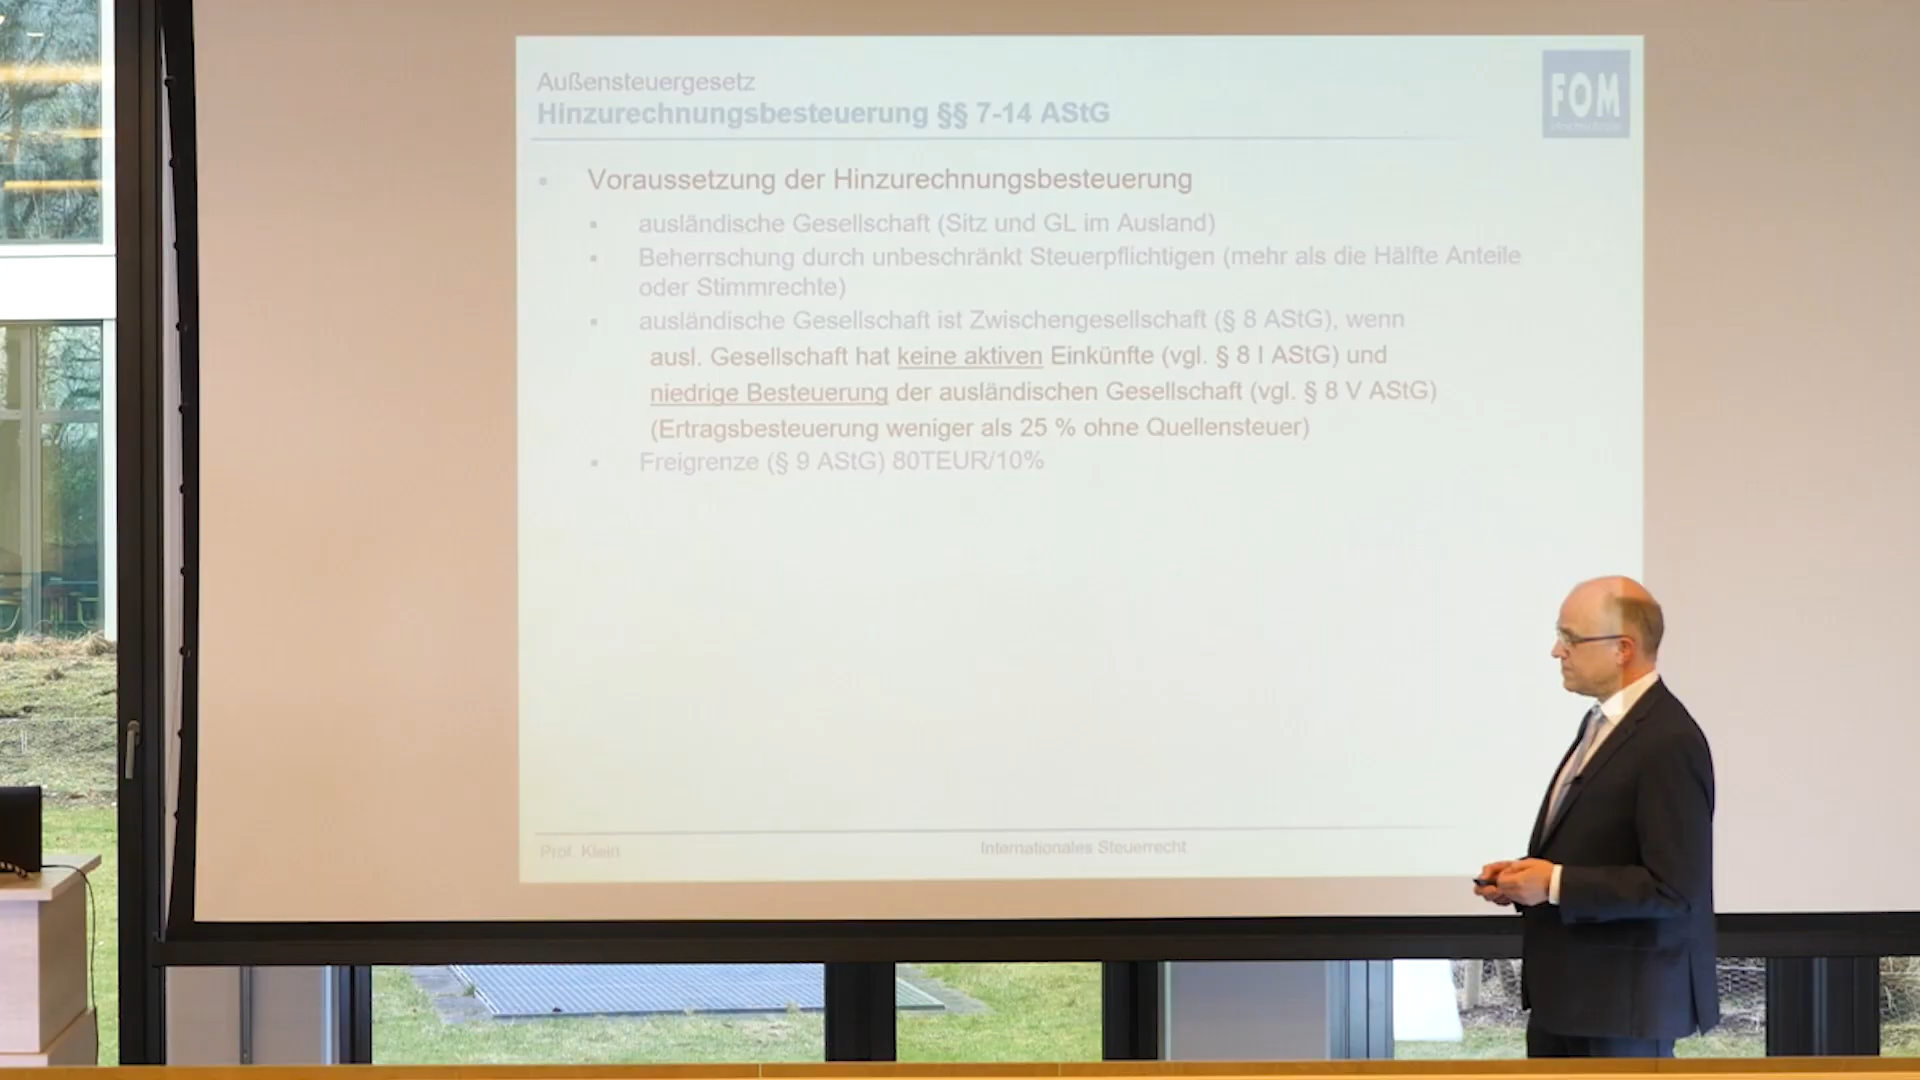 Außensteuergesetz
Hinzurechnungsbesteuerung §§ 7-14 AStG
FOM
Voraussetzung der Hinzurechnungsbesteuerung
ausländische Gesellschaft (Sitz und GL im Ausland)
Beherrschung durch unbeschränkt Steuerpflichtigen (mehr als die Hälfte Anteile
oder Stimmrechte)
ausländische Gesellschaft ist Zwischengesellschaft (§ 8 AStG), wenn
ausl. Gesellschaft hat keine aktiven Einkünfte (vgl. § 8 I AStG) und
niedrige Besteuerung der ausländischen Gesellschaft (vgl. § 8 V AStG)
(Ertragsbesteuerung weniger als 25 % ohne Quellensteuer)
Freigrenze (§ 9 AStG) 80TEUR/10%
Prof. Klein
Internationales Steuerrecht